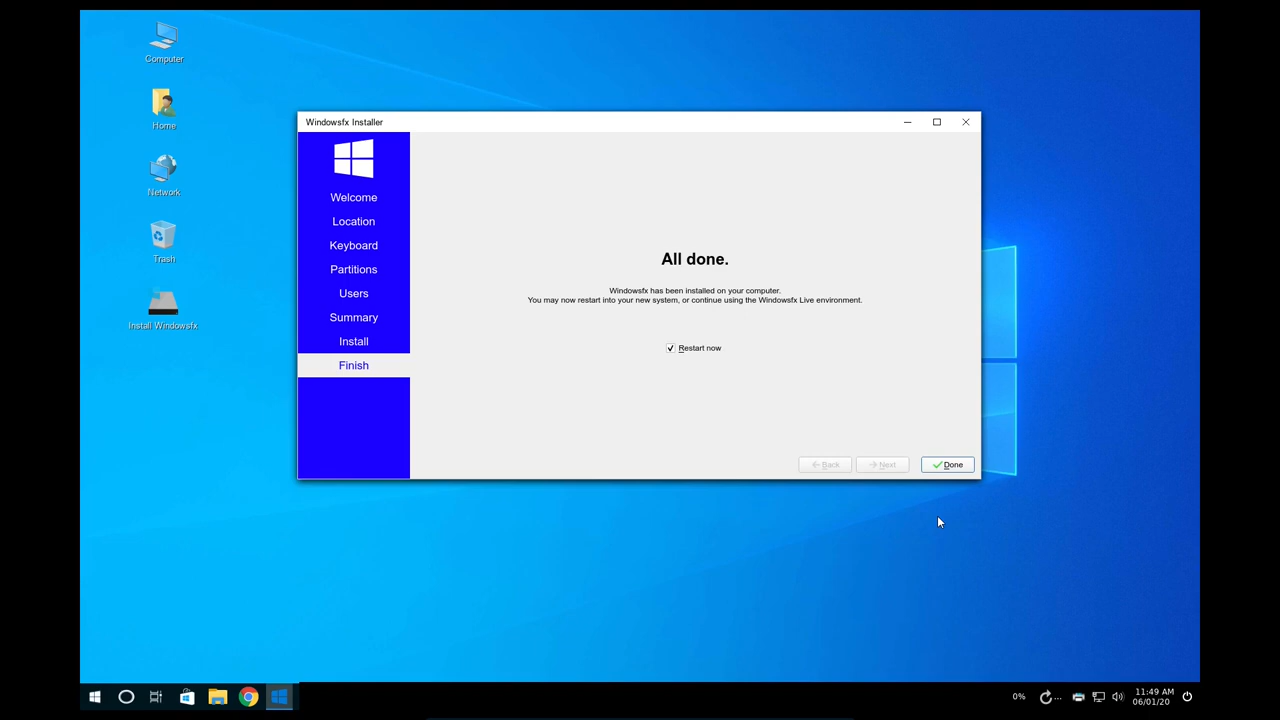 Computer
Home
Network
Trash
Install Windowsfx
Windowsfx Installer
Welcome
Location
Keyboard
Partitions
Users
Summary
Install
Finish
All done.
Windowsfx has been installed on your computer.
You may now restart into your new system, or continue using the Windowsfx Live environment.
Restart now
Back
Next
Done
0%
...
11:49 AM
06/01/20